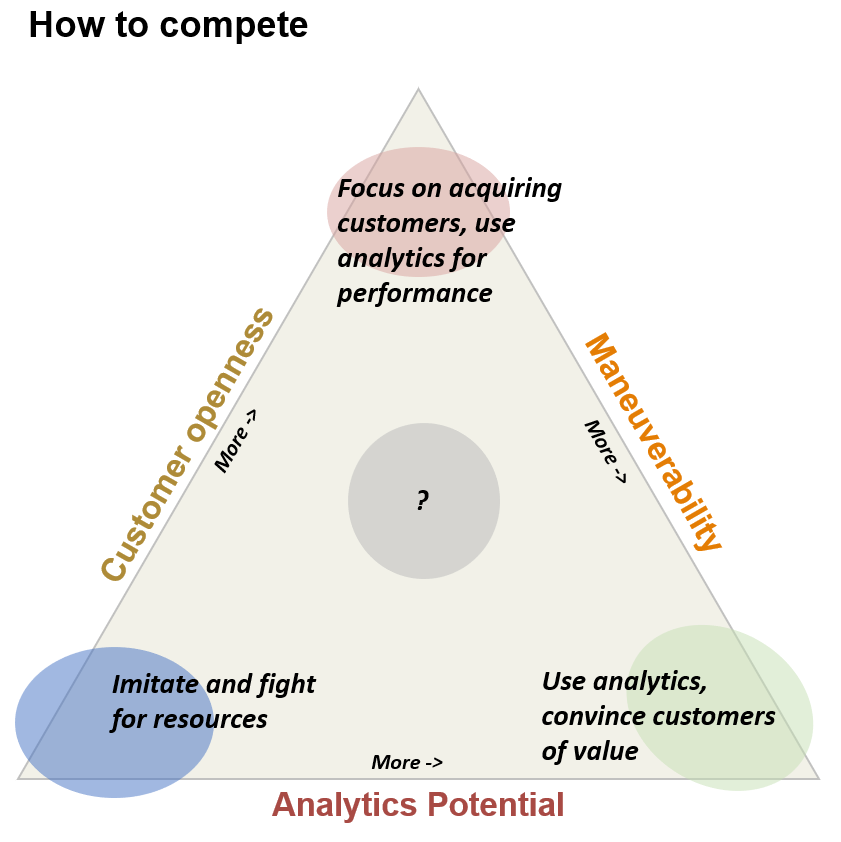 How to compete
Focus on acquiring
customers, use
analytics for
performance
Customer openness
More ->
Maneuverability
More ->
?
Imitate and fight
for resources
Use analytics,
convince customers
of value
More ->
Analytics Potential